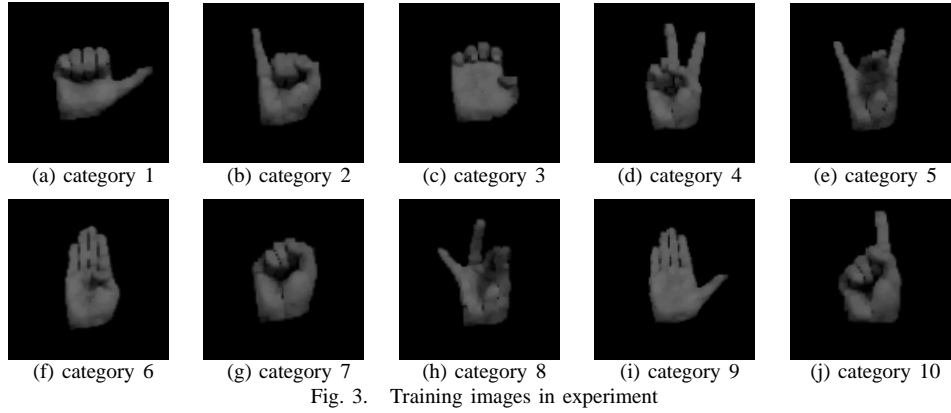 (a) category 1 (b) category 2 (c) category 3 (d) category 4 (e) category 5
(f) category 6 (g) category 7 (h) category 8 (i) category 9 (j) category 10
Fig. 3. Training images in experiment